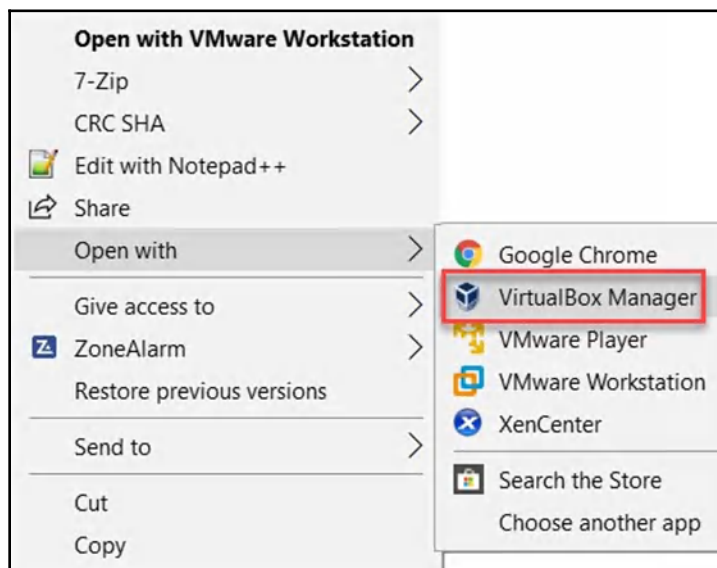 Open with VMware Workstation
7-Zip
CRC SHA
Edit with Notepad++
Share
Open with
Give access to
ZoneAlarm
Restore previous versions
Send to
Cut
Copy
Google Chrome
VirtualBox Manager
VMware Player
VMware Workstation
XenCenter
Search the Store
Choose another app